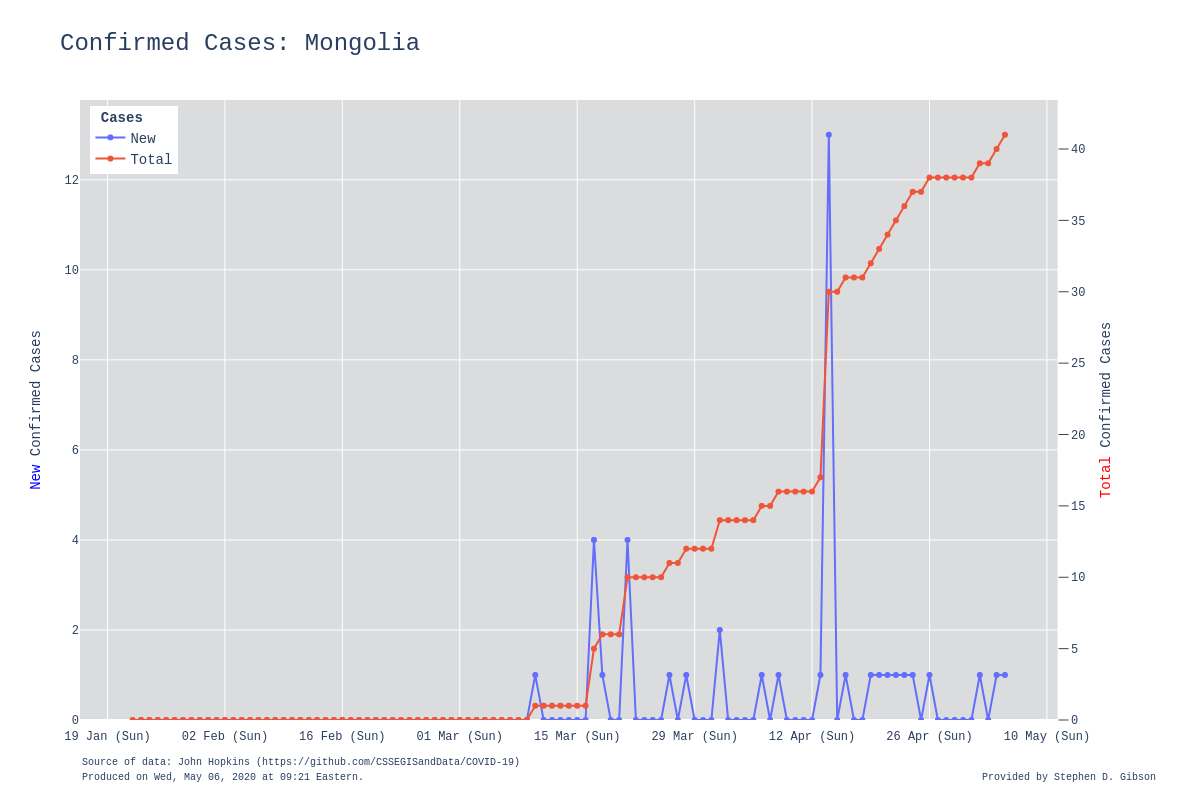 Confirmed Cases: Mongolia
Cases
New
Total
12
10
8
6
4
2
0
40
35
30
25
20
15
10
5
0
New Confirmed Cases
Total Confirmed Cases
19 Jan (Sun) 02 Feb (Sun) 16 Feb (Sun) 01 Mar (Sun) 15 Mar (Sun) 29 Mar (Sun) 12 Apr (Sun) 26 Apr (Sun) 10 May (Sun)
Source of data: John Hopkins (https://github.com/CSSEGISandData/COVID-19)
Produced on Wed, May 06, 2020 at 09:21 Eastern.
Provided by Stephen D. Gibson